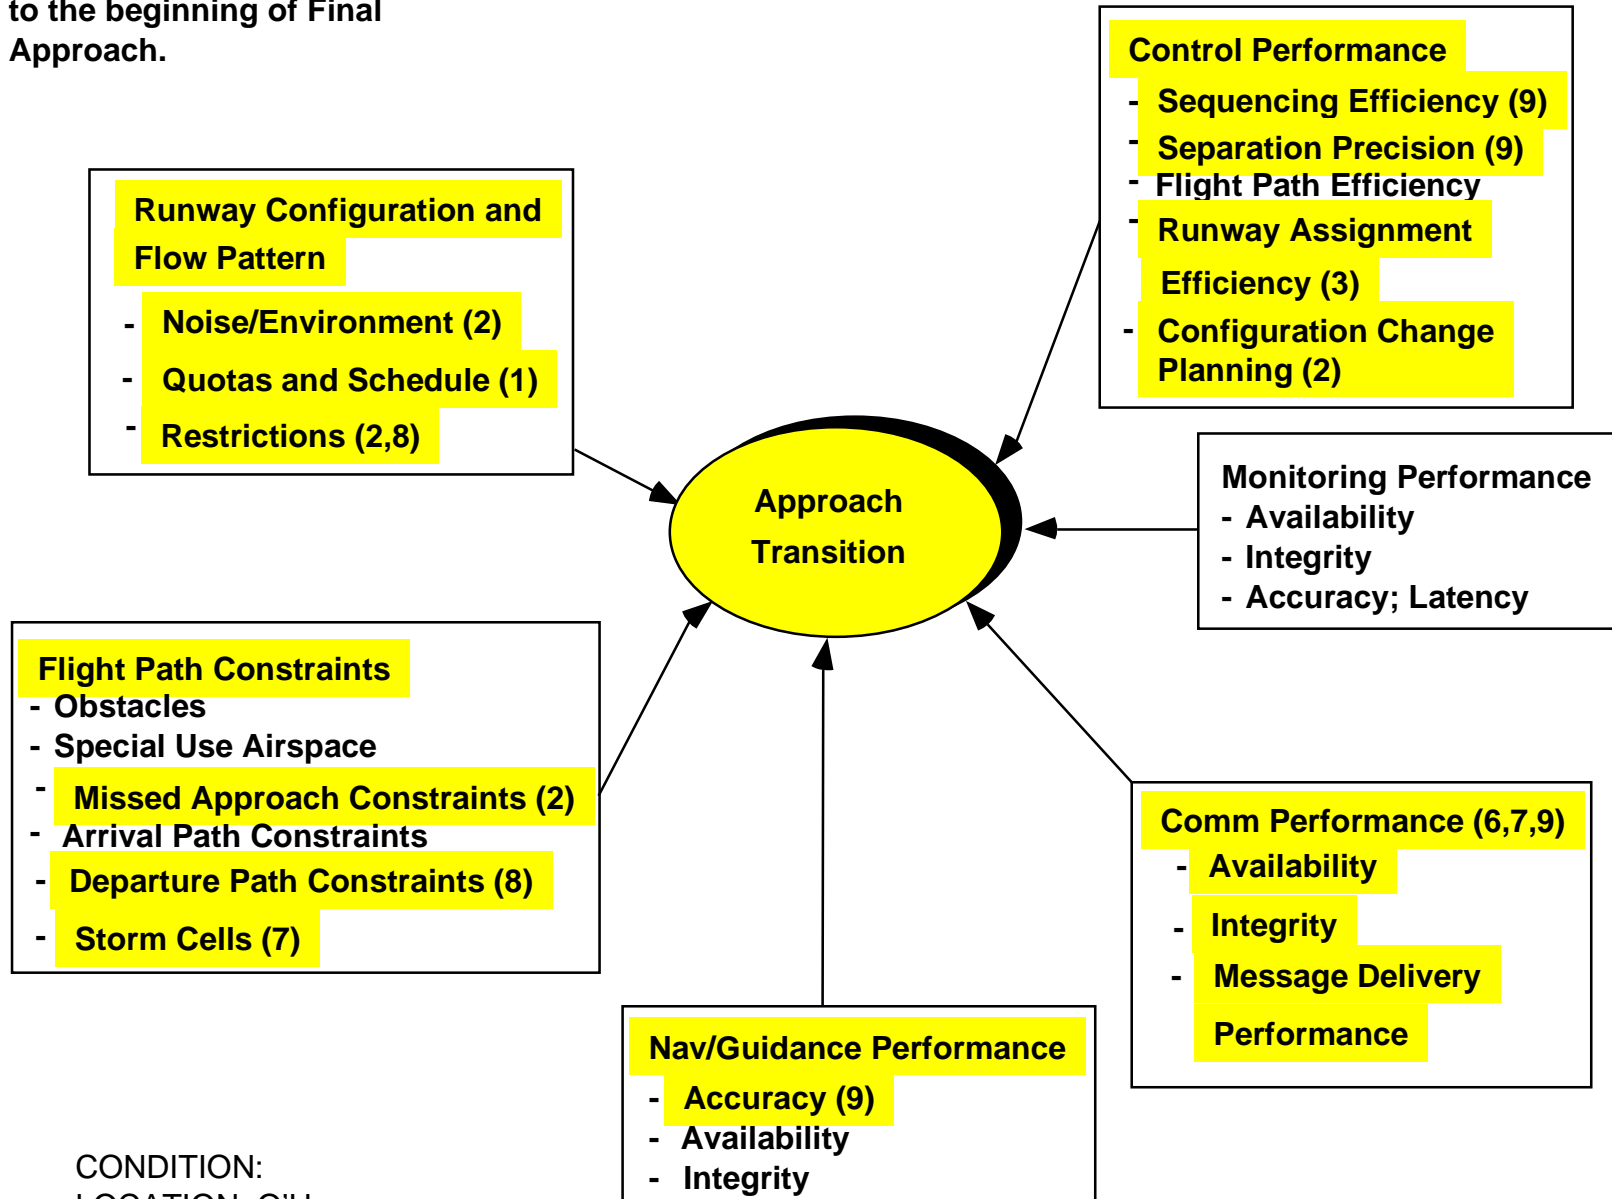 to the beginning of Final
Approach.
Control Performance
- Sequencing Efficiency (9)
- Separation Precision (9)
- Flight Path Efficiency
- Runway Assignment
Efficiency (3)
- Configuration Change
Planning (2)
Runway Configuration and
Flow Pattern
- Noise/Environment (2)
- Quotas and Schedule (1)
- Restrictions (2,8)
Approach
Transition
Monitoring Performance
- Availability
- Integrity
- Accuracy; Latency
Flight Path Constraints
- Obstacles
- Special Use Airspace
- Missed Approach Constraints (2)
- Arrival Path Constraints
- Departure Path Constraints (8)
- Storm Cells (7)
Comm Performance (6,7,9)
- Availability
- Integrity
- Message Delivery
Performance
Nav/Guidance Performance
- Accuracy (9)
- Availability
- Integrity
CONDITION:
LOCATION: O'H